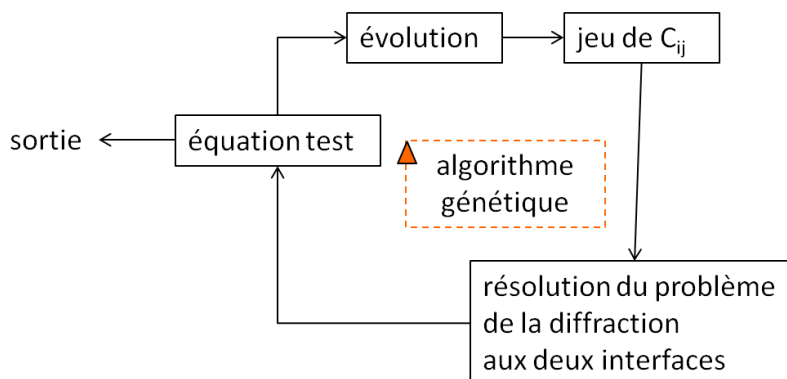 évolution
jeu de Cij
sortie
équation test
algorithme
génétique
résolution du problème
de la diffraction
aux deux interfaces